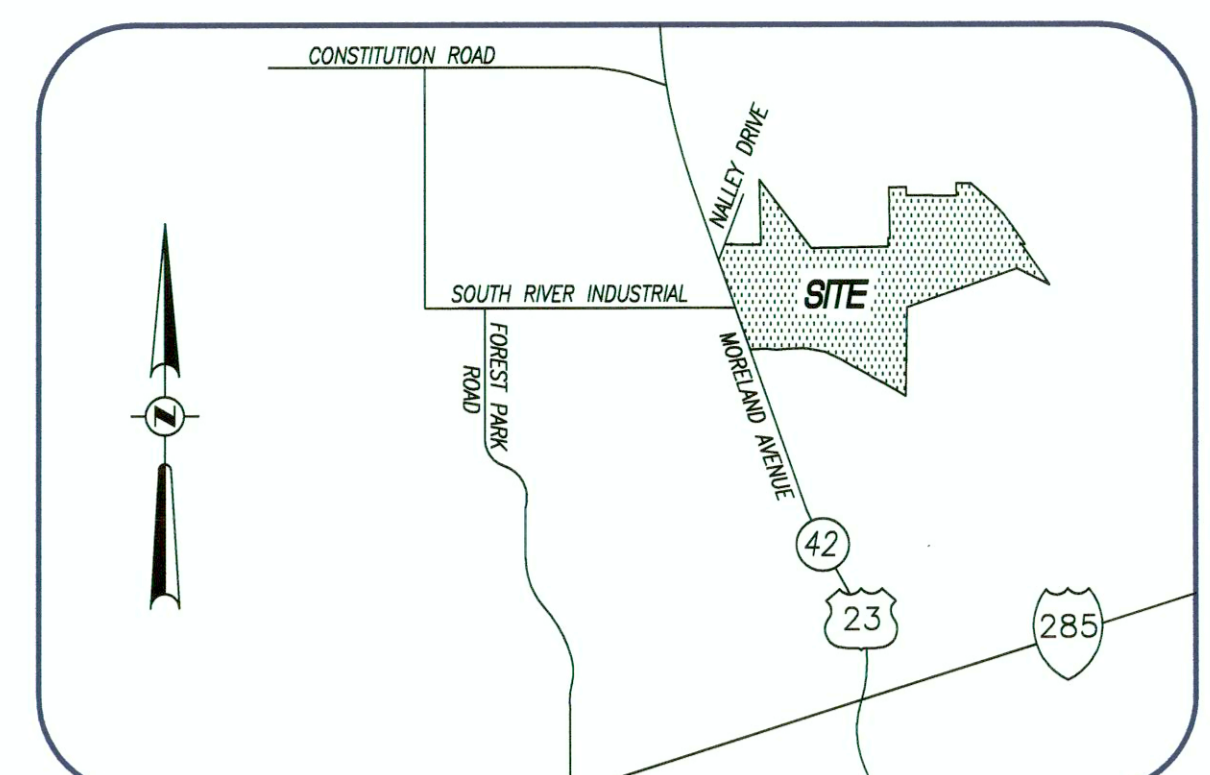 CONSTITUTION ROAD
NALLEY DRIVE
SITE
SOUTH RIVER INDUSTRIAL
FOREST PARK
ROAD
MORELAND AVENUE
N
42
23
285